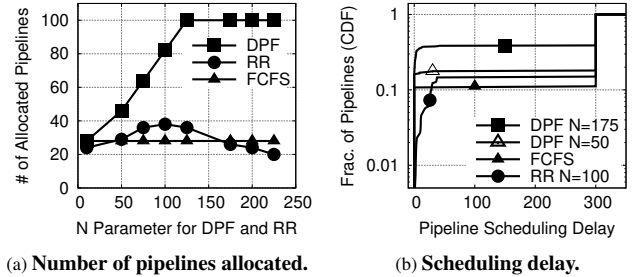 # of Allocated Pipelines
100
80
60
40
20
0
DPF
RR
FCFS
0 50 100 150 200 250
N Parameter for DPF and RR
(a) Number of pipelines allocated.
Frac. of Pipelines (CDF)
1
0.1
0.01
DPF N=175
DPF N=50
FCFS
RR N=100
0 100 200 300
Pipeline Scheduling Delay
(b) Scheduling delay.